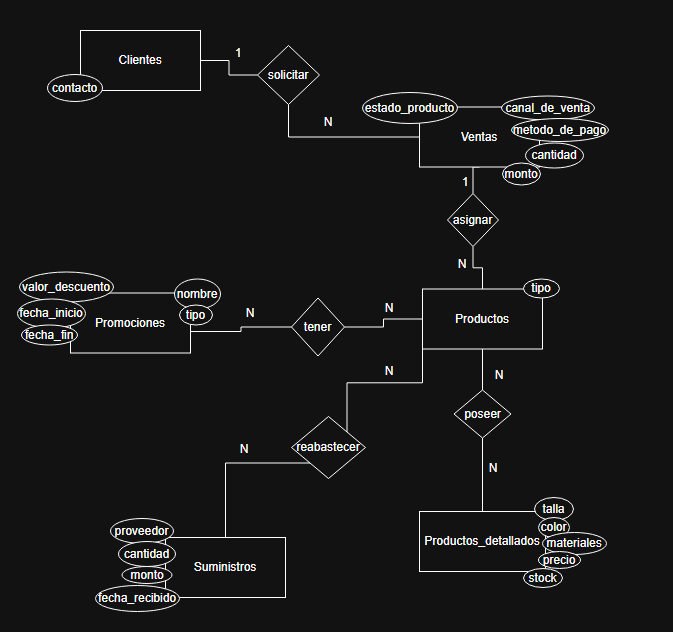 Clientes
contacto
1
solicitar
N
estado_producto
canal_de_venta
metodo_de_pago
Ventas
cantidad
monto
1
asignar
N
valor_descuento
nombre
fecha_inicio
tipo
Promociones
fecha_fin
N
tener
N
tipo
Productos
N
N
poseer
reabastecer
N
N
talla
color
Productos_detallados
materiales
precio
stock
proveedor
cantidad
Suministros
monto
fecha_recibido